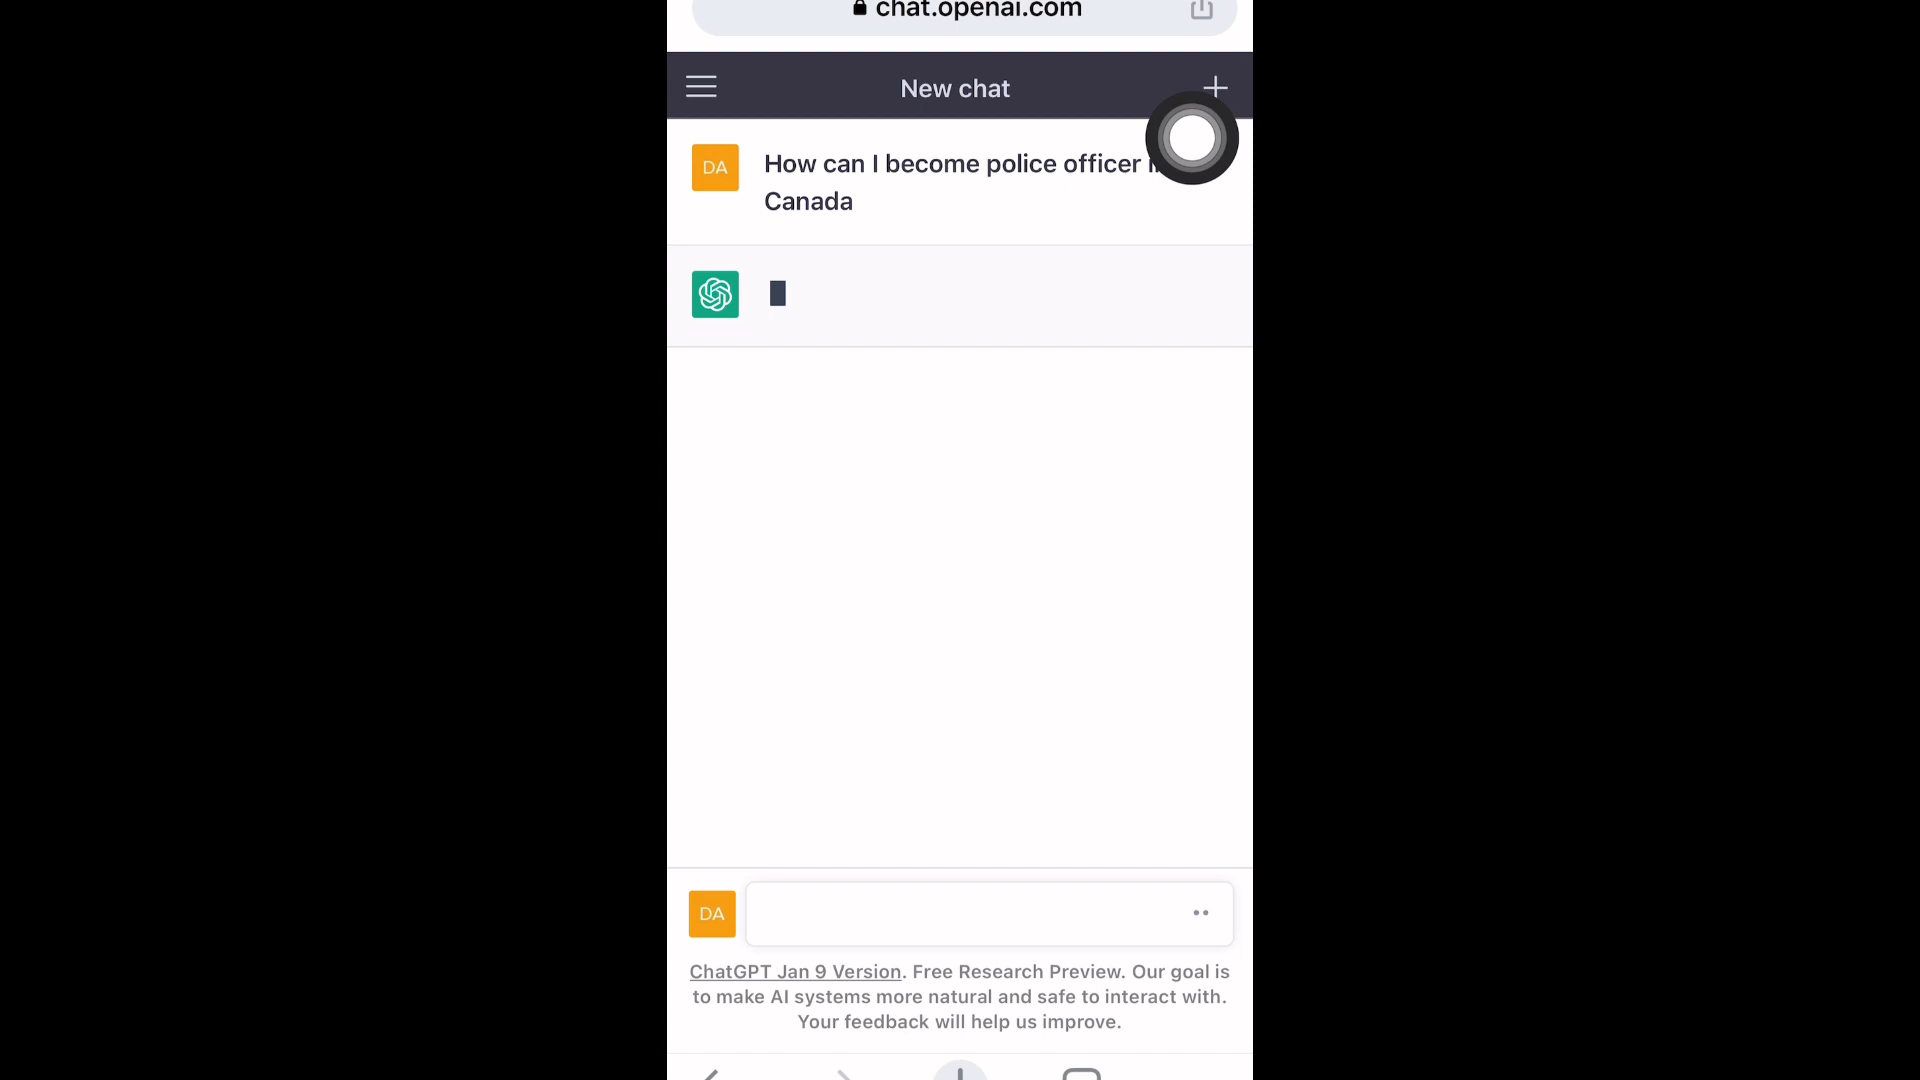 chat.openai.com
New chat
DA
How can I become police officer
Canada
DA
ChatGPT Jan 9 Version. Free Research Preview. Our goal is
to make AI systems more natural and safe to interact with.
Your feedback will help us improve.